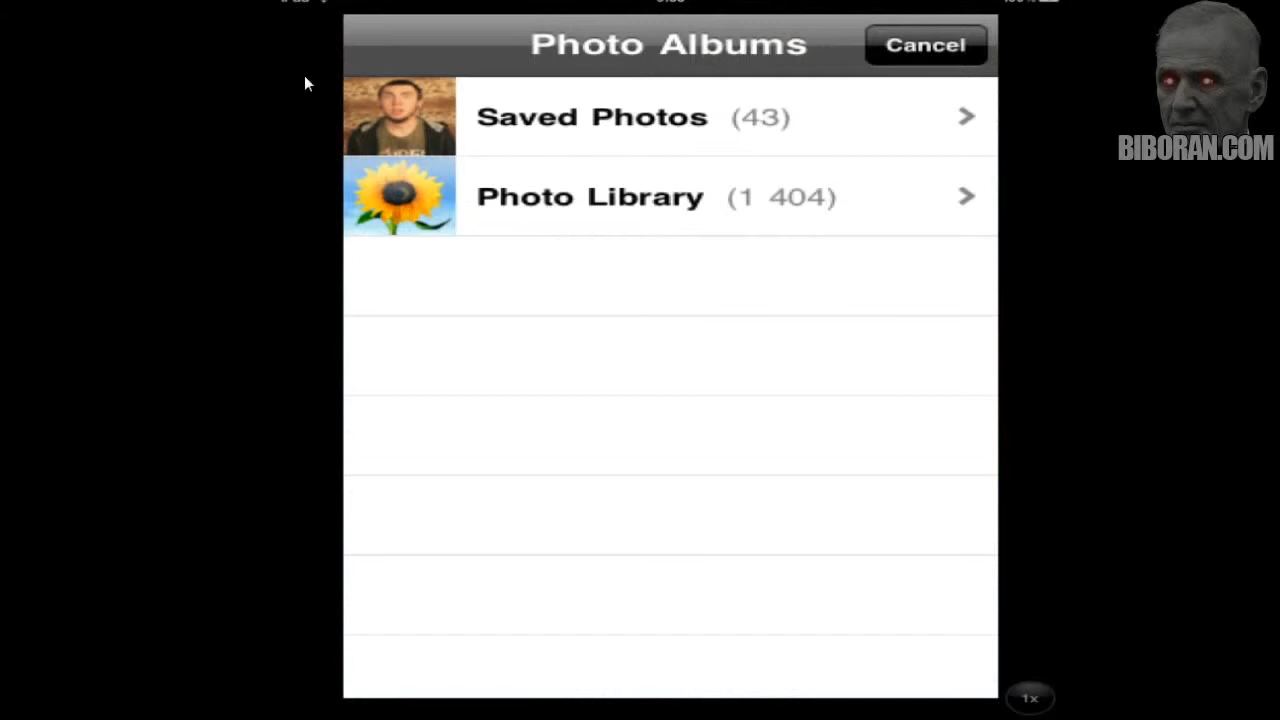 Photo Albums
Cancel
Saved Photos (43)
Photo Library (1 404)
BIBORAN.COM
1x